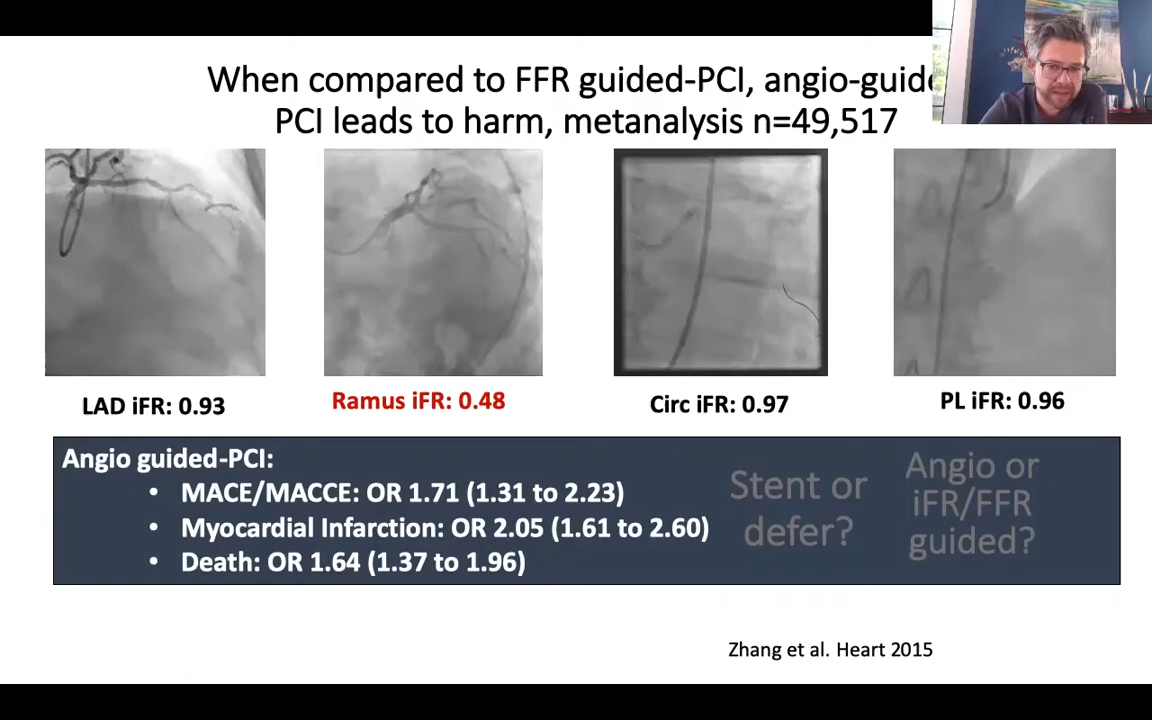 When compared to FFR guided-PCI, angio-guide
PCI leads to harm, metanalysis n=49,517
LAD iFR: 0.93
Ramus iFR: 0.48
Circ iFR: 0.97
PL iFR: 0.96
Angio guided-PCI:
• MACE/MACCE: OR 1.71 (1.31 to 2.23)
• Myocardial Infarction: OR 2.05 (1.61 to 2.60)
• Death: OR 1.64 (1.37 to 1.96)
Stent or
defer?
Angio or
iFR/FFR
guided?
Zhang et al. Heart 2015